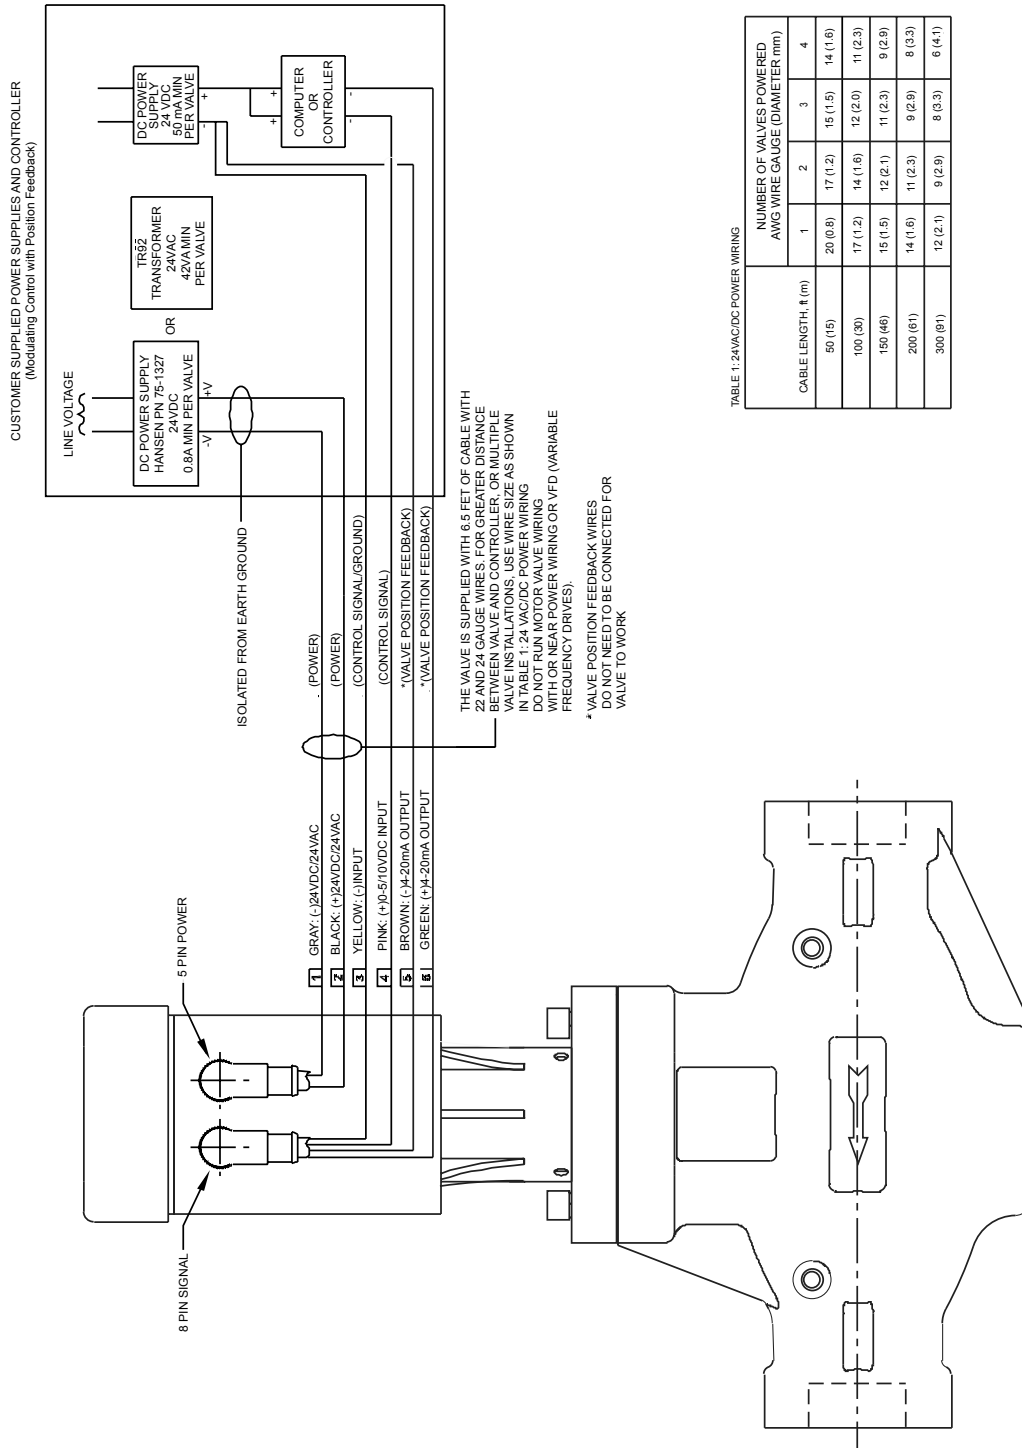 CUSTOMER SUPPLIED POWER SUPPLIES AND CONTROLLER
(Modulating Control with Position Feedback)
LINE VOLTAGE
DC POWER SUPPLY
HANSEN PN 75-1327
24VDC
0.8A MIN PER VALVE
-V
+V
OR
TR92
TRANSFORMER
24VAC
42VA MIN
PER VALVE
DC POWER
SUPPLY
24 VDC
50 mA MIN
PER VALVE
-
+
COMPUTER
OR
CONTROLLER
+
+
-
-
ISOLATED FROM EARTH GROUND
8 PIN SIGNAL
5 PIN POWER
1 GRAY: (-)24VDC/24VAC (POWER)
2 BLACK: (+)24VDC/24VAC (POWER)
3 YELLOW: (-)INPUT (CONTROL SIGNAL/GROUND)
4 PINK: (+)0-5/10VDC INPUT (CONTROL SIGNAL)
5 BROWN: (-)4-20mA OUTPUT *(VALVE POSITION FEEDBACK)
6 GREEN: (+)4-20mA OUTPUT *(VALVE POSITION FEEDBACK)
THE VALVE IS SUPPLIED WITH 6.5 FET OF CABLE WITH
22 AND 24 GAUGE WIRES. FOR GREATER DISTANCE
BETWEEN VALVE AND CONTROLLER, OR MULTIPLE
VALVE INSTALLATIONS, USE WIRE SIZE AS SHOWN
IN TABLE 1: 24 VAC/DC POWER WIRING
DO NOT RUN MOTOR VALVE WIRING
WITH OR NEAR POWER WIRING OR VFD (VARIABLE
FREQUENCY DRIVES).
* VALVE POSITION FEEDBACK WIRES
DO NOT NEED TO BE CONNECTED FOR
VALVE TO WORK
TABLE 1: 24VAC/DC POWER WIRING
NUMBER OF VALVES POWERED
AWG WIRE GAUGE (DIAMETER mm)
CABLE LENGTH, ft (m) 1 2 3 4
50 (15) 20 (0.8) 17 (1.2) 15 (1.5) 14 (1.6)
100 (30) 17 (1.2) 14 (1.6) 12 (2.0) 11 (2.3)
150 (46) 15 (1.5) 12 (2.1) 11 (2.3) 9 (2.9)
200 (61) 14 (1.6) 11 (2.3) 9 (2.9) 8 (3.3)
300 (91) 12 (2.1) 9 (2.9) 8 (3.3) 6 (4.1)